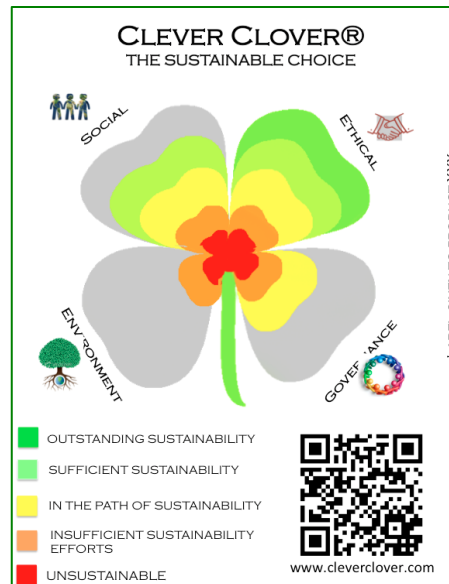 CLEVER CLOVER®
THE SUSTAINABLE CHOICE
SOCIAL
ETHICAL
ENVIRONMENT
GOVERNANCE
OUTSTANDING SUSTAINABILITY
SUFFICIENT SUSTAINABILITY
IN THE PATH OF SUSTAINABILITY
INSUFFICIENT SUSTAINABILITY
EFFORTS
UNSUSTAINABLE
www.cleverclover.com